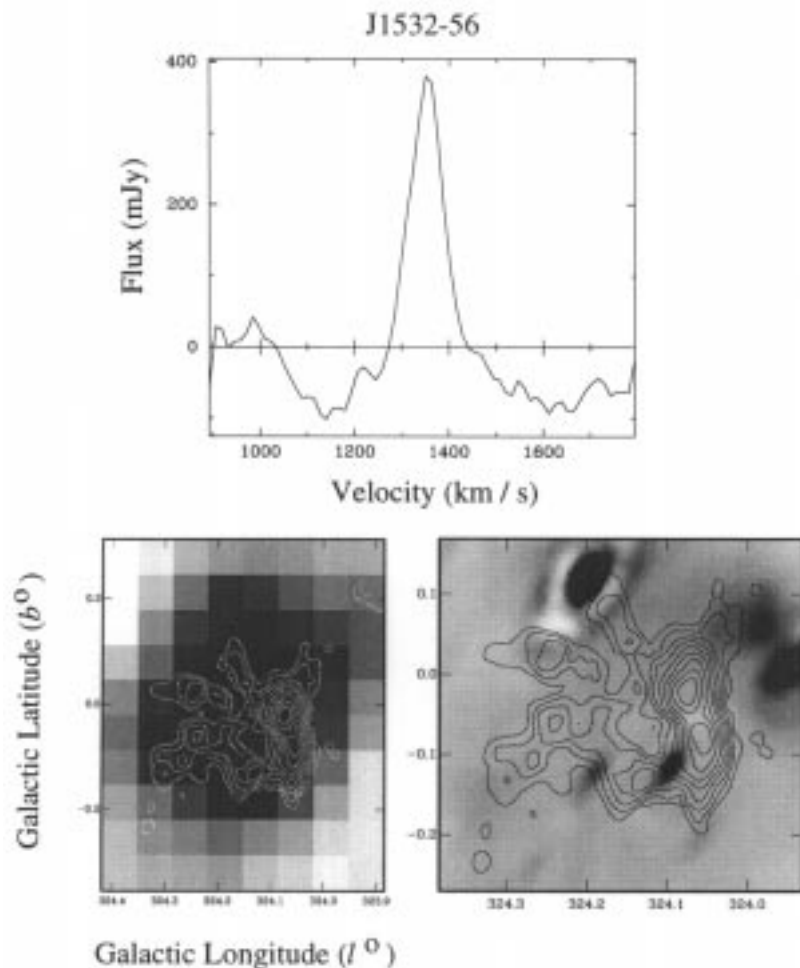 J1532-56
400
200
0
Flux (mJy)
1000 1200 1400 1600
Velocity (km / s)
Galactic Latitude (b°)
0.1
0.0
-0.1
-0.2
324.3 324.2 324.1 324.0
Galactic Longitude (l °)